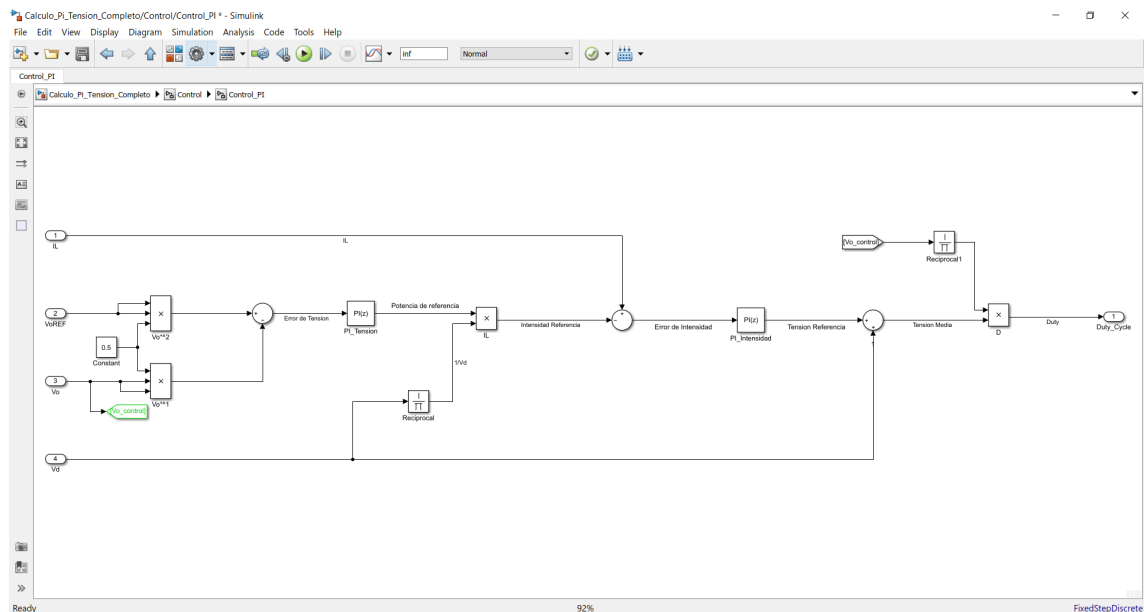 Calculo_Pi_Tension_Completo/Control/Control_PI * - Simulink
File Edit View Display Diagram Simulation Analysis Code Tools Help
inf
Normal
Control_PI
Calculo_Pi_Tension_Completo Control Control_PI
1
IL
IL
[Vo_control]
Reciprocal1
2
VoREF
×
Vo**2
Error de Tension
PI(z)
PI_Tension
Potencia de referencia
×
IL
Intensidad Referencia
Error de Intensidad
PI(z)
PI_Intensidad
Tension Referencia
Tension Media
×
D
Duty
1
Duty_Cycle
0.5
Constant
3
Vo
×
Vo**1
[Vo_control]
1/Vd
Reciprocal
4
Vd
Ready
92%
FixedStepDiscrete